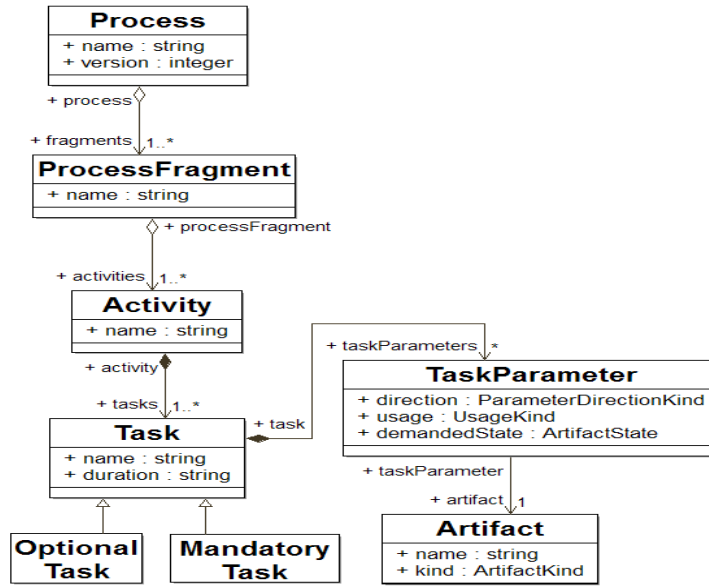 Process
+ name : string
+ version : integer
+ process
+ fragments 1..*
ProcessFragment
+ name : string
+ processFragment
+ activities 1..*
Activity
+ name : string
+ activity
+ tasks 1..*
Task
+ name : string
+ duration : string
+ task
+ taskParameters *
TaskParameter
+ direction : ParameterDirectionKind
+ usage : UsageKind
+ demandedState : ArtifactState
+ taskParameter
+ artifact 1
Artifact
+ name : string
+ kind : ArtifactKind
Optional
Task
Mandatory
Task